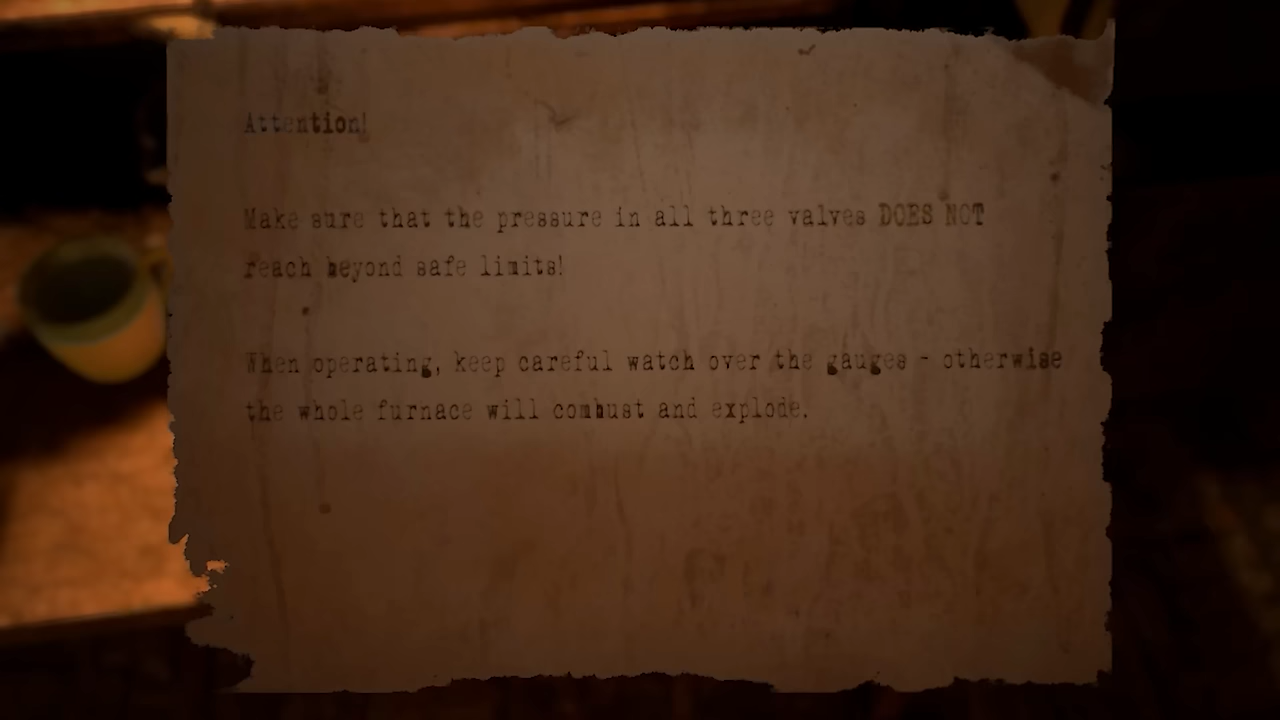 Attention!
Make sure that the pressure in all three valves DOES NOT
reach beyond safe limits!
When operating, keep careful watch over the gauges - otherwise
the whole furnace will combust and explode.